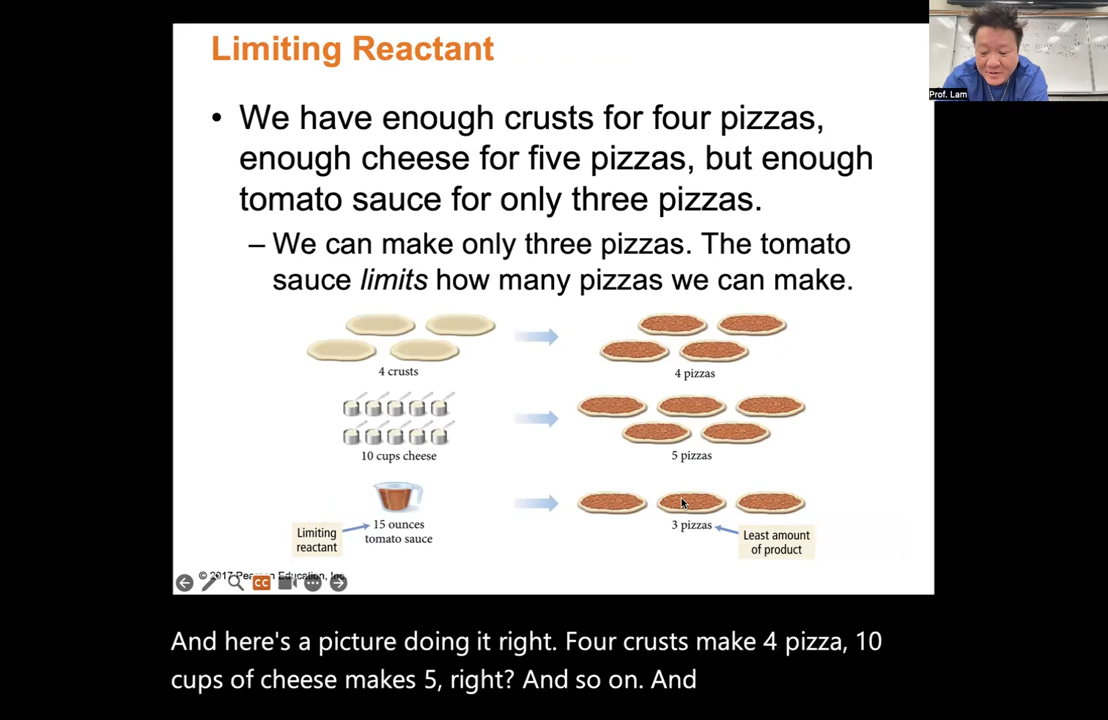 Limiting Reactant
Prof. Lam
• We have enough crusts for four pizzas,
enough cheese for five pizzas, but enough
tomato sauce for only three pizzas.
– We can make only three pizzas. The tomato
sauce limits how many pizzas we can make.
4 crusts
4 pizzas
10 cups cheese
5 pizzas
Limiting
reactant
15 ounces
tomato sauce
3 pizzas
Least amount
of product
© 2017 Pearson Education, Inc.
CC
And here's a picture doing it right. Four crusts make 4 pizza, 10
cups of cheese makes 5, right? And so on. And